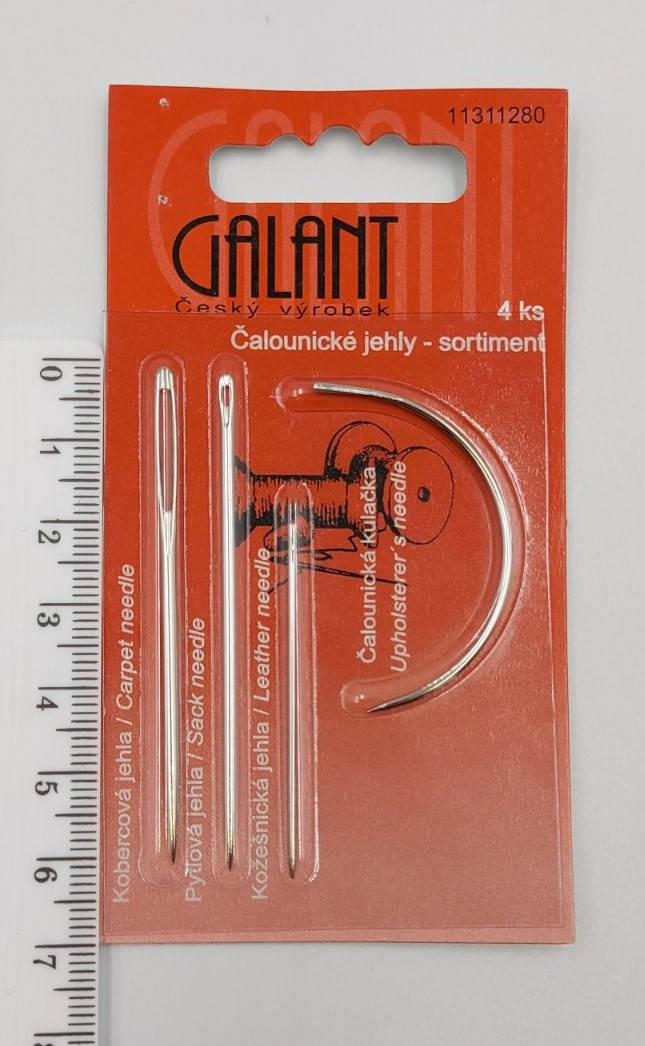 11311280
GALANT
GALANT
Český výrobek
4 ks
Čalounické jehly - sortiment
Kobercová jehla / Carpet needle
Pytlová jehla / Sack needle
Kožešnická jehla / Leather needle
Čalounická kulačka
Upholsterer´s needle
0
1
2
3
4
5
6
7